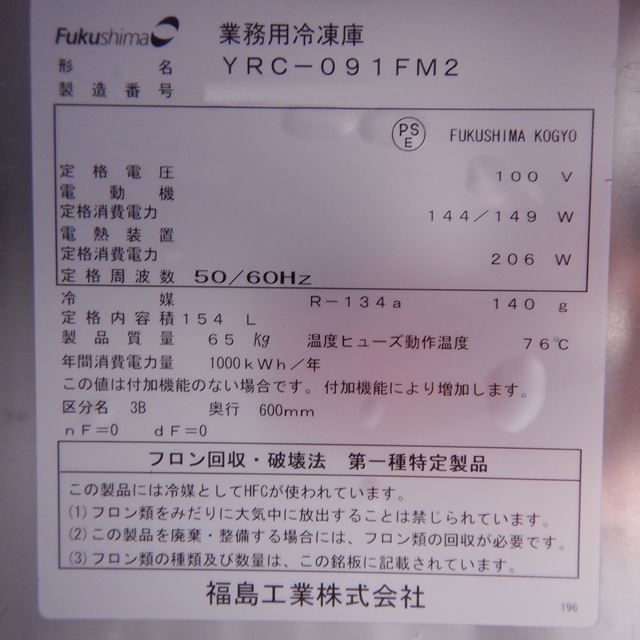 Fukushima 業務用冷凍庫
形 名 YRC-091FM2
製造番号
PS E FUKUSHIMA KOGYO
定格電圧 100 V
電動機
定格消費電力 144/149 W
電熱装置
定格消費電力 206 W
定格周波数 50/60Hz
冷 媒 R-134a 140 g
定格内容積 154 L
製品質量 65 kg 温度ヒューズ動作温度 76℃
年間消費電力量 1000kWh/年
この値は付加機能のない場合です。付加機能により増加します。
区分名 3B 奥行 600mm
nF=0 dF=0
フロン回収・破壊法 第一種特定製品
この製品には冷媒としてHFCが使われています。
(1) フロン類をみだりに大気中に放出することは禁じられています。
(2) この製品を廃棄・整備する場合には、フロン類の回収が必要です。
(3) フロン類の種類及び数量は、この銘板に記載されています。
福島工業株式会社
196